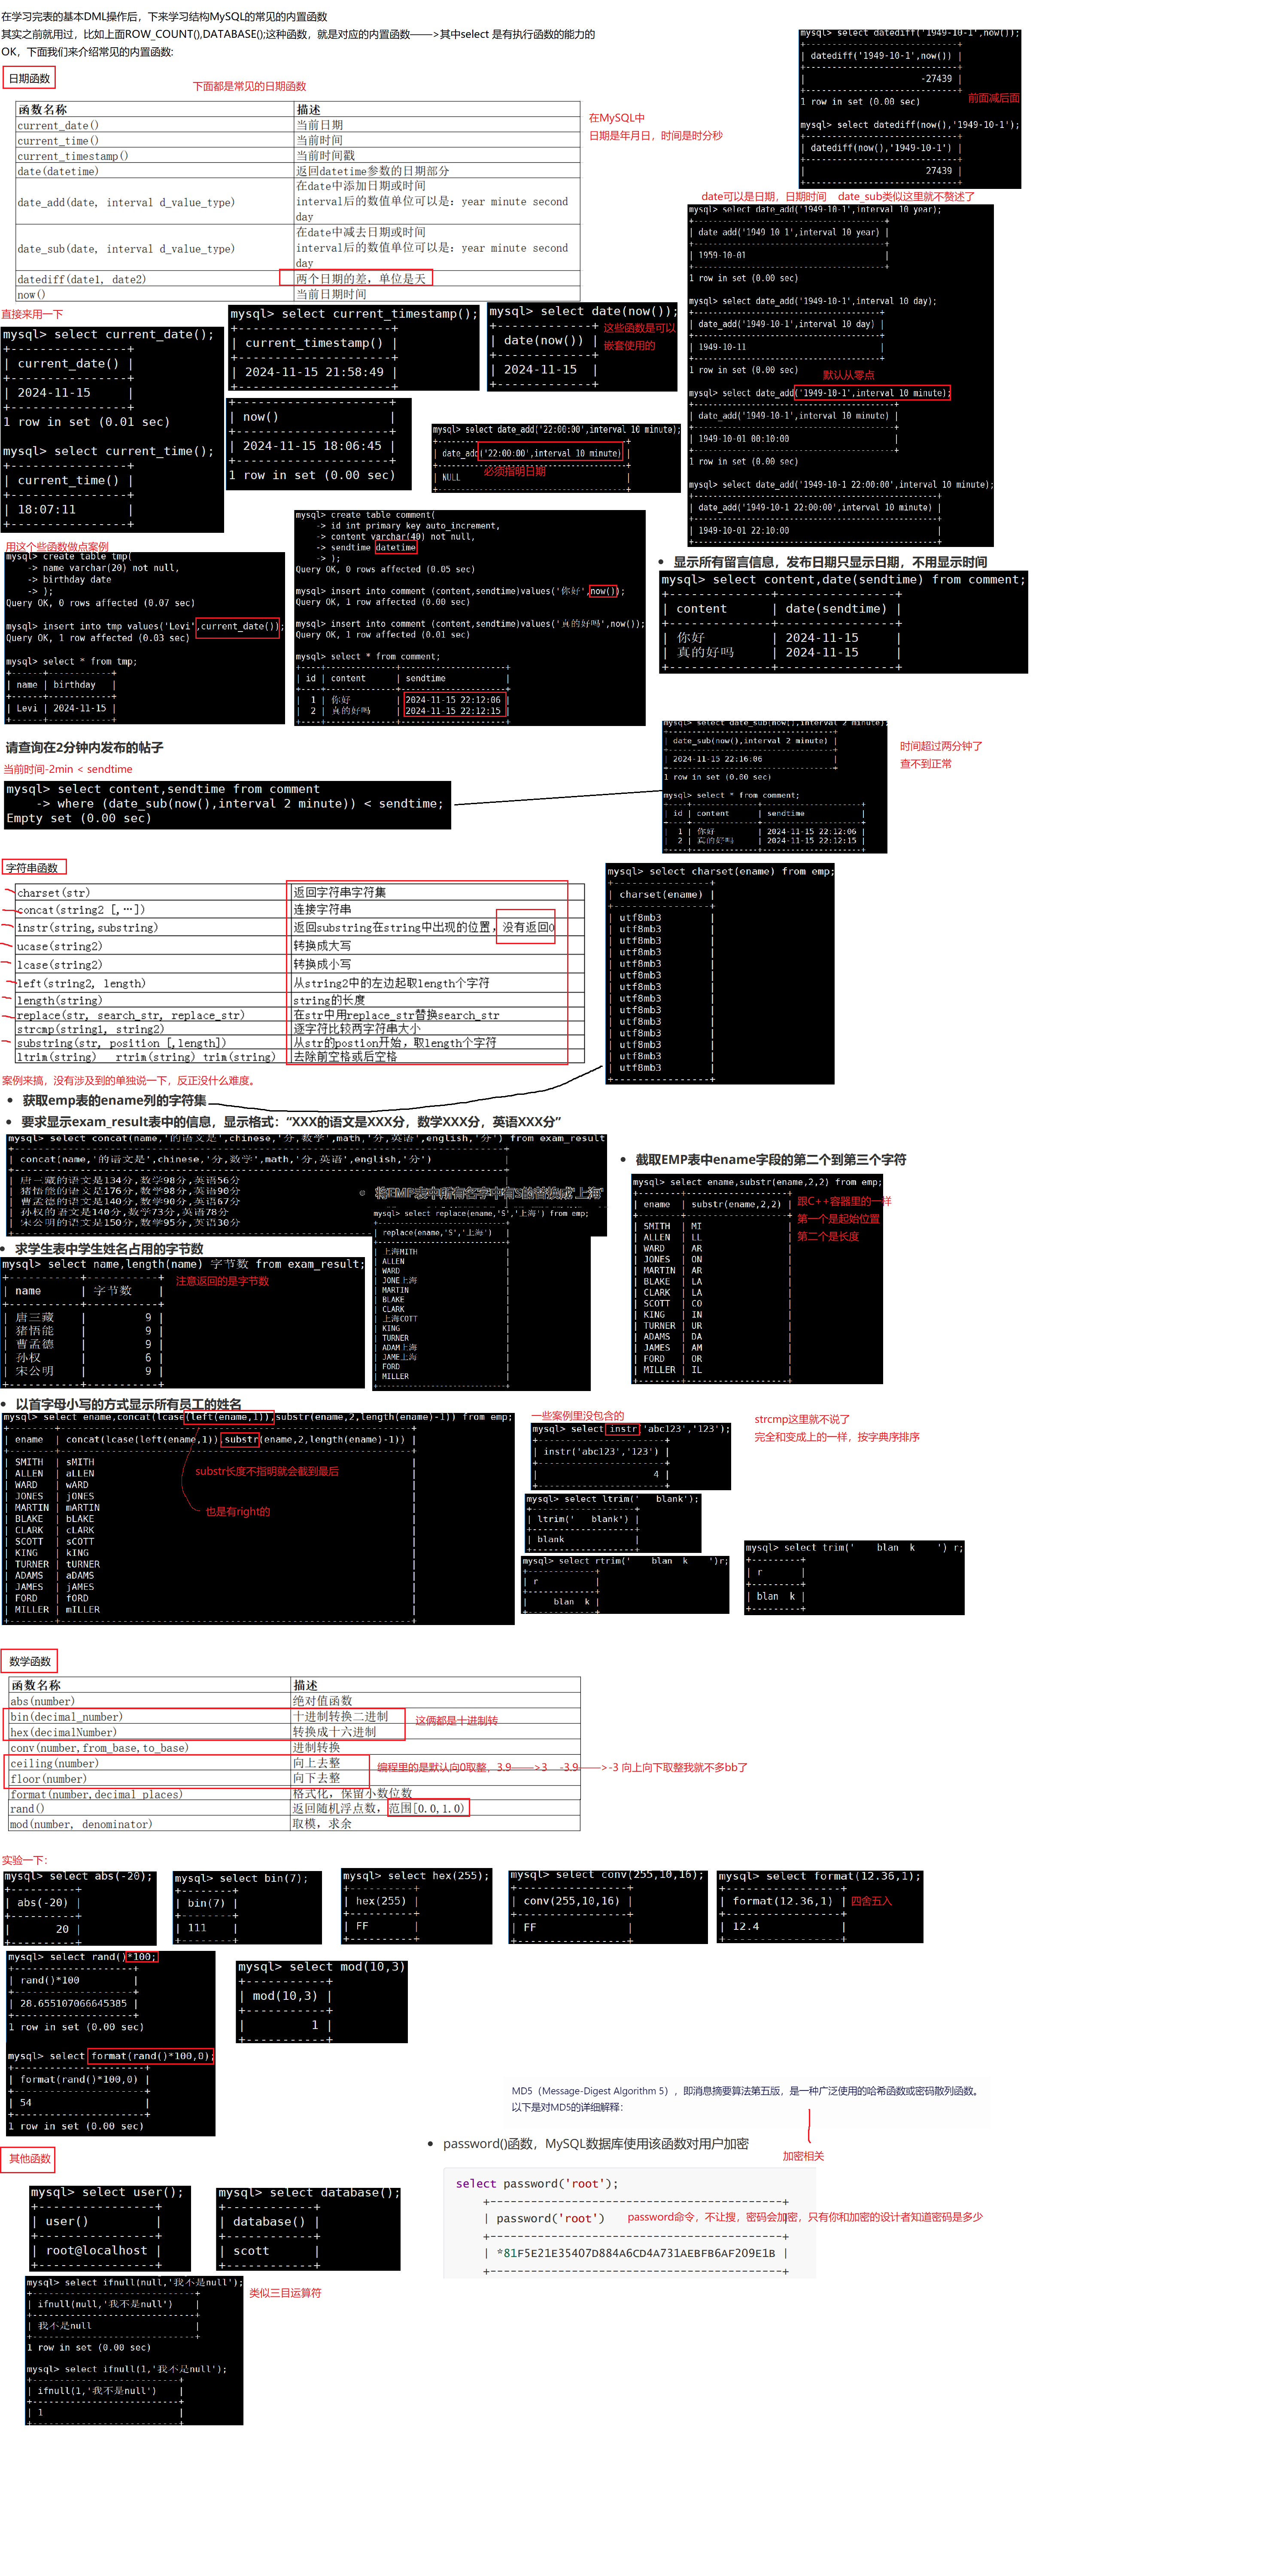 在学习完表的基本DML操作后，下来学习结构MySQL的常见的内置函数
其实之前就用过，比如上面ROW_COUNT(),DATABASE();这种函数，就是对应的内置函数——>其中select 是有执行函数的能力的
OK，下面我们来介绍常见的内置函数:
日期函数
下面都是常见的日期函数
函数名称 描述
current_date() 当前日期
current_time() 当前时间
current_timestamp() 当前时间戳
date(datetime) 返回datetime参数的日期部分
date_add(date, interval d_value_type) 在date中添加日期或时间
interval后的数值单位可以是：year minute second
day
date_sub(date, interval d_value_type) 在date中减去日期或时间
interval后的数值单位可以是：year minute second
day
datediff(date1, date2) 两个日期的差，单位是天
now() 当前日期时间
在MySQL中
日期是年月日，时间是时分秒
mysql> select datediff('1949-10-1',now());
| datediff('1949-10-1',now()) |
| -27439 |
1 row in set (0.00 sec)
前面减后面
mysql> select datediff(now(),'1949-10-1');
| datediff(now(),'1949-10-1') |
| 27439 |
date可以是日期，日期时间 date_sub类似这里就不赘述了
mysql> select date_add('1949-10-1',interval 10 year);
| date_add('1949-10-1',interval 10 year) |
| 1959-10-01 |
1 row in set (0.00 sec)
mysql> select date_add('1949-10-1',interval 10 day);
| date_add('1949-10-1',interval 10 day) |
| 1949-10-11 |
1 row in set (0.00 sec)
默认从零点
mysql> select date_add('1949-10-1',interval 10 minute);
| date_add('1949-10-1',interval 10 minute) |
| 1949-10-01 00:10:00 |
1 row in set (0.00 sec)
mysql> select date_add('1949-10-1 22:00:00',interval 10 minute);
| date_add('1949-10-1 22:00:00',interval 10 minute) |
| 1949-10-01 22:10:00 |
直接来用一下
mysql> select current_date();
| current_date() |
| 2024-11-15 |
1 row in set (0.01 sec)
mysql> select current_time();
| current_time() |
| 18:07:11 |
mysql> select current_timestamp();
| current_timestamp() |
| 2024-11-15 21:58:49 |
| now() |
| 2024-11-15 18:06:45 |
1 row in set (0.00 sec)
mysql> select date(now());
| date(now()) |
| 2024-11-15 |
这些函数是可以
嵌套使用的
mysql> select date_add('22:00:00',interval 10 minute);
| date_add('22:00:00',interval 10 minute) |
| NULL |
必须指明日期
用这个些函数做点案例
mysql> create table tmp(
-> name varchar(20) not null,
-> birthday date
-> );
Query OK, 0 rows affected (0.07 sec)
mysql> insert into tmp values('Levi',current_date());
Query OK, 1 row affected (0.03 sec)
mysql> select * from tmp;
| name | birthday |
| Levi | 2024-11-15 |
mysql> create table comment(
-> id int primary key auto_increment,
-> content varchar(40) not null,
-> sendtime datetime
-> );
Query OK, 0 rows affected (0.05 sec)
mysql> insert into comment (content,sendtime)values('你好',now());
Query OK, 1 row affected (0.00 sec)
mysql> insert into comment (content,sendtime)values('真的好吗',now());
Query OK, 1 row affected (0.01 sec)
mysql> select * from comment;
| id | content | sendtime |
| 1 | 你好 | 2024-11-15 22:12:06 |
| 2 | 真的好吗 | 2024-11-15 22:12:15 |
• 显示所有留言信息，发布日期只显示日期，不用显示时间
mysql> select content,date(sendtime) from comment;
| content | date(sendtime) |
| 你好 | 2024-11-15 |
| 真的好吗 | 2024-11-15 |
请查询在2分钟内发布的帖子
当前时间-2min < sendtime
mysql> select content,sendtime from comment
-> where (date_sub(now(),interval 2 minute)) < sendtime;
Empty set (0.00 sec)
mysql> select date_sub(now(),interval 2 minute);
| date_sub(now(),interval 2 minute) |
| 2024-11-15 22:16:06 |
1 row in set (0.00 sec)
mysql> select * from comment;
| id | content | sendtime |
| 1 | 你好 | 2024-11-15 22:12:06 |
| 2 | 真的好吗 | 2024-11-15 22:12:15 |
时间超过两分钟了
查不到正常
字符串函数
charset(str) 返回字符串字符集
concat(string2 [,…]) 连接字符串
instr(string,substring) 返回substring在string中出现的位置，没有返回0
ucase(string2) 转换成大写
lcase(string2) 转换成小写
left(string2, length) 从string2中的左边起取length个字符
length(string) string的长度
replace(str, search_str, replace_str) 在str中用replace_str替换search_str
strcmp(string1, string2) 逐字符比较两字符串大小
substring(str, position [,length]) 从str的postion开始，取length个字符
ltrim(string) rtrim(string) trim(string) 去除前空格或后空格
mysql> select charset(ename) from emp;
| charset(ename) |
| utf8mb3 |
| utf8mb3 |
| utf8mb3 |
| utf8mb3 |
| utf8mb3 |
| utf8mb3 |
| utf8mb3 |
| utf8mb3 |
| utf8mb3 |
| utf8mb3 |
| utf8mb3 |
| utf8mb3 |
| utf8mb3 |
| utf8mb3 |
案例来搞，没有涉及到的单独说一下，反正没什么难度。
• 获取emp表的ename列的字符集
• 要求显示exam_result表中的信息，显示格式：“XXX的语文是XXX分，数学XXX分，英语XXX分”
mysql> select concat(name,'的语文是',chinese,'分,数学',math,'分,英语',english,'分') from exam_result
| concat(name,'的语文是',chinese,'分,数学',math,'分,英语',english,'分') |
| 唐三藏的语文是134分,数学98分,英语56分
| 猪悟能的语文是176分,数学98分,英语90分
| 曹孟德的语文是140分,数学90分,英语67分
| 孙权的语文是140分,数学73分,英语78分
| 宋公明的语文是150分,数学95分,英语30分
将EMP表中所有名字中有S的替换成'上海'
mysql> select replace(ename,'S','上海') from emp;
| replace(ename,'S','上海') |
| 上海MITH
| ALLEN
| WARD
| JONE上海
| MARTIN
| BLAKE
| CLARK
| 上海COTT
| KING
| TURNER
| ADAM上海
| JAME上海
| FORD
| MILLER
• 截取EMP表中ename字段的第二个到第三个字符
mysql> select ename,substr(ename,2,2) from emp;
| ename | substr(ename,2,2) |
| SMITH | MI |
| ALLEN | LL |
| WARD | AR |
| JONES | ON |
| MARTIN | AR |
| BLAKE | LA |
| CLARK | LA |
| SCOTT | CO |
| KING | IN |
| TURNER | UR |
| ADAMS | DA |
| JAMES | AM |
| FORD | OR |
| MILLER | IL |
跟C++容器里的一样
第一个是起始位置
第二个是长度
• 求学生表中学生姓名占用的字节数
mysql> select name,length(name) 字节数 from exam_result;
| name | 字节数 |
| 唐三藏 | 9 |
| 猪悟能 | 9 |
| 曹孟德 | 9 |
| 孙权 | 6 |
| 宋公明 | 9 |
注意返回的是字节数
• 以首字母小写的方式显示所有员工的姓名
mysql> select ename,concat(lcase(left(ename,1)),substr(ename,2,length(ename)-1)) from emp;
| ename | concat(lcase(left(ename,1)),substr(ename,2,length(ename)-1)) |
| SMITH | sMITH
| ALLEN | aLLEN
| WARD | wARD
| JONES | jONES
| MARTIN | mARTIN
| BLAKE | bLAKE
| CLARK | cLARK
| SCOTT | sCOTT
| KING | kING
| TURNER | tURNER
| ADAMS | aDAMS
| JAMES | jAMES
| FORD | fORD
| MILLER | mILLER
substr长度不指明就会截到最后
也是有right的
一些案例里没包含的
mysql> select instr('abc123','123');
| instr('abc123','123') |
| 4 |
mysql> select ltrim('   blank');
| ltrim('   blank') |
| blank |
mysql> select rtrim('    blan  k    ')r;
| r |
|     blan  k |
strcmp这里就不说了
完全和变成上的一样，按字典序排序
mysql> select trim('    blan  k    ') r;
| r |
| blan  k |
数学函数
函数名称 描述
abs(number) 绝对值函数
bin(decimal_number) 十进制转换二进制
hex(decimalNumber) 转换成十六进制
conv(number,from_base,to_base) 进制转换
ceiling(number) 向上去整
floor(number) 向下去整
format(number,decimal_places) 格式化，保留小数位数
rand() 返回随机浮点数，范围[0.0,1.0)
mod(number, denominator) 取模，求余
这俩都是十进制转
编程里的是默认向0取整，3.9——>3 -3.9——>-3 向上向下取整我就不多bb了
实验一下:
mysql> select abs(-20);
| abs(-20) |
| 20 |
mysql> select bin(7);
| bin(7) |
| 111 |
mysql> select hex(255);
| hex(255) |
| FF |
mysql> select conv(255,10,16);
| conv(255,10,16) |
| FF |
mysql> select format(12.36,1);
| format(12.36,1) |
| 12.4 |
四舍五入
mysql> select rand()*100;
| rand()*100 |
| 28.655107066645385 |
1 row in set (0.00 sec)
mysql> select format(rand()*100,0);
| format(rand()*100,0) |
| 54 |
1 row in set (0.00 sec)
mysql> select mod(10,3)
| mod(10,3) |
| 1 |
MD5（Message-Digest Algorithm 5），即消息摘要算法第五版，是一种广泛使用的哈希函数或密码散列函数。
以下是对MD5的详细解释：
加密相关
• password()函数，MySQL数据库使用该函数对用户加密
select password('root');
| password('root') |
| *81F5E21E35407D884A6CD4A731AEBFB6AF209E1B |
password命令，不让搜，密码会加密，只有你和加密的设计者知道密码是多少
其他函数
mysql> select user();
| user() |
| root@localhost |
mysql> select database();
| database() |
| scott |
mysql> select ifnull(null,'我不是null');
| ifnull(null,'我不是null') |
| 我不是null |
1 row in set (0.00 sec)
mysql> select ifnull(1,'我不是null');
| ifnull(1,'我不是null') |
| 1 |
类似三目运算符